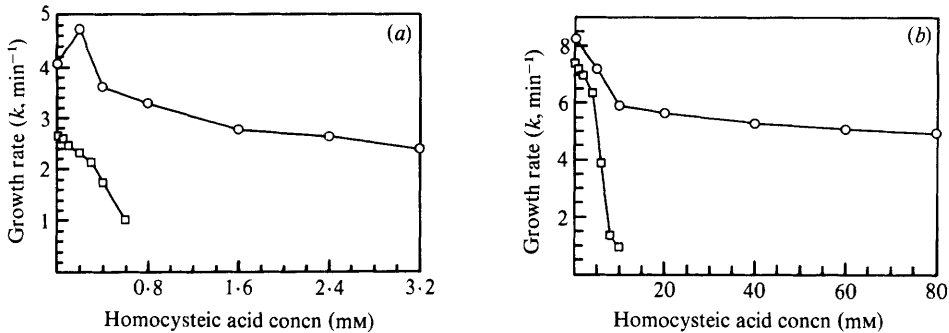 (a)
Growth rate (k, min⁻¹)
5
4
3
2
1
0·8 1·6 2·4 3·2
Homocysteic acid concn (mM)
(b)
Growth rate (k, min⁻¹)
8
6
4
2
20 40 60 80
Homocysteic acid concn (mM)